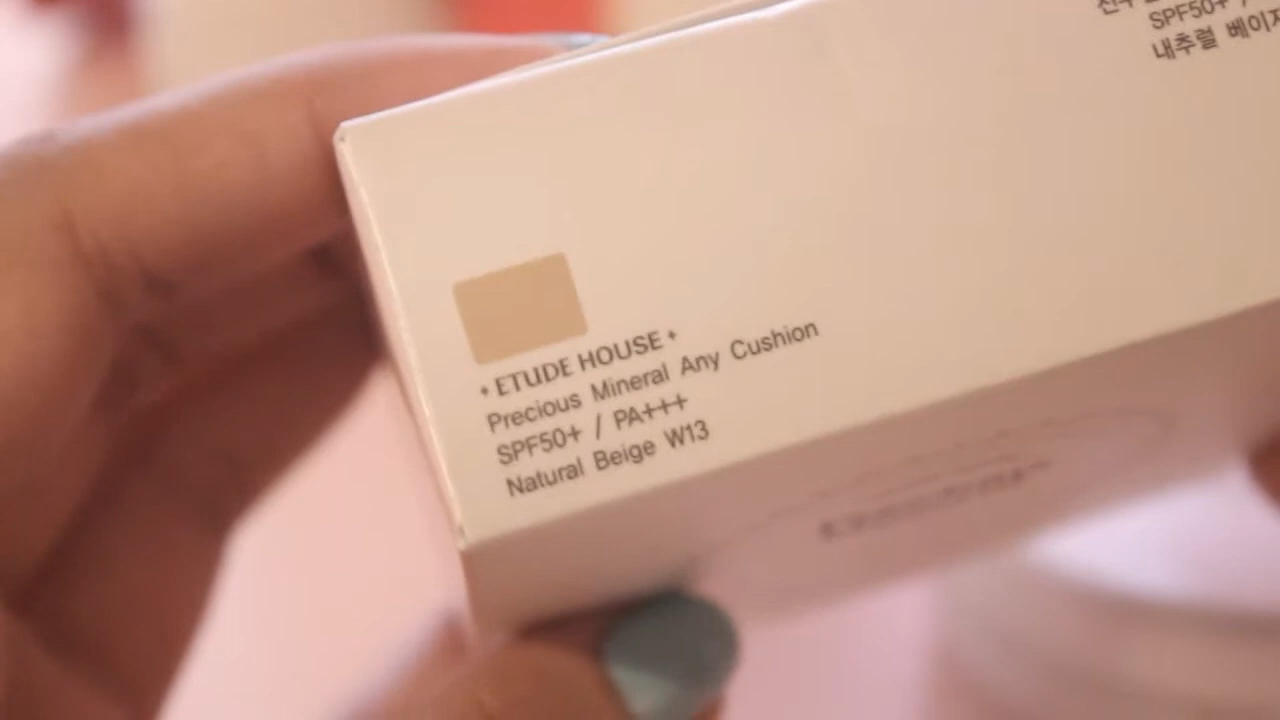 SPF50+ /
내추럴 베이지
• ETUDE HOUSE •
Precious Mineral Any Cushion
SPF50+ / PA+++
Natural Beige W13